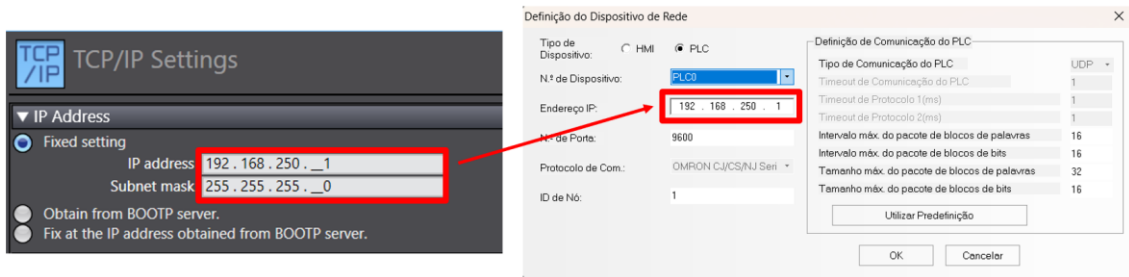 TCP
/IP
TCP/IP Settings
▼ IP Address
Fixed setting
IP address 192.168.250.__1
Subnet mask 255.255.255.__0
Obtain from BOOTP server.
Fix at the IP address obtained from BOOTP server.
Definição do Dispositivo de Rede
Tipo de
Dispositivo:
HMI
PLC
N.º de Dispositivo: PLC0
Endereço IP: 192 . 168 . 250 . 1
N.º de Porta: 9600
Protocolo de Com.: OMRON CJ/CS/NJ Seri
ID de Nó: 1
Definição de Comunicação do PLC
Tipo de Comunicação do PLC UDP
Timeout de Comunicação do PLC 1
Timeout de Protocolo 1(ms) 1
Timeout de Protocolo 2(ms) 1
Intervalo máx. do pacote de blocos de palavras 16
Intervalo máx. do pacote de blocos de bits 16
Tamanho máx. do pacote de blocos de palavras 32
Tamanho máx. do pacote de blocos de bits 16
Utilizar Predefinição
OK
Cancelar